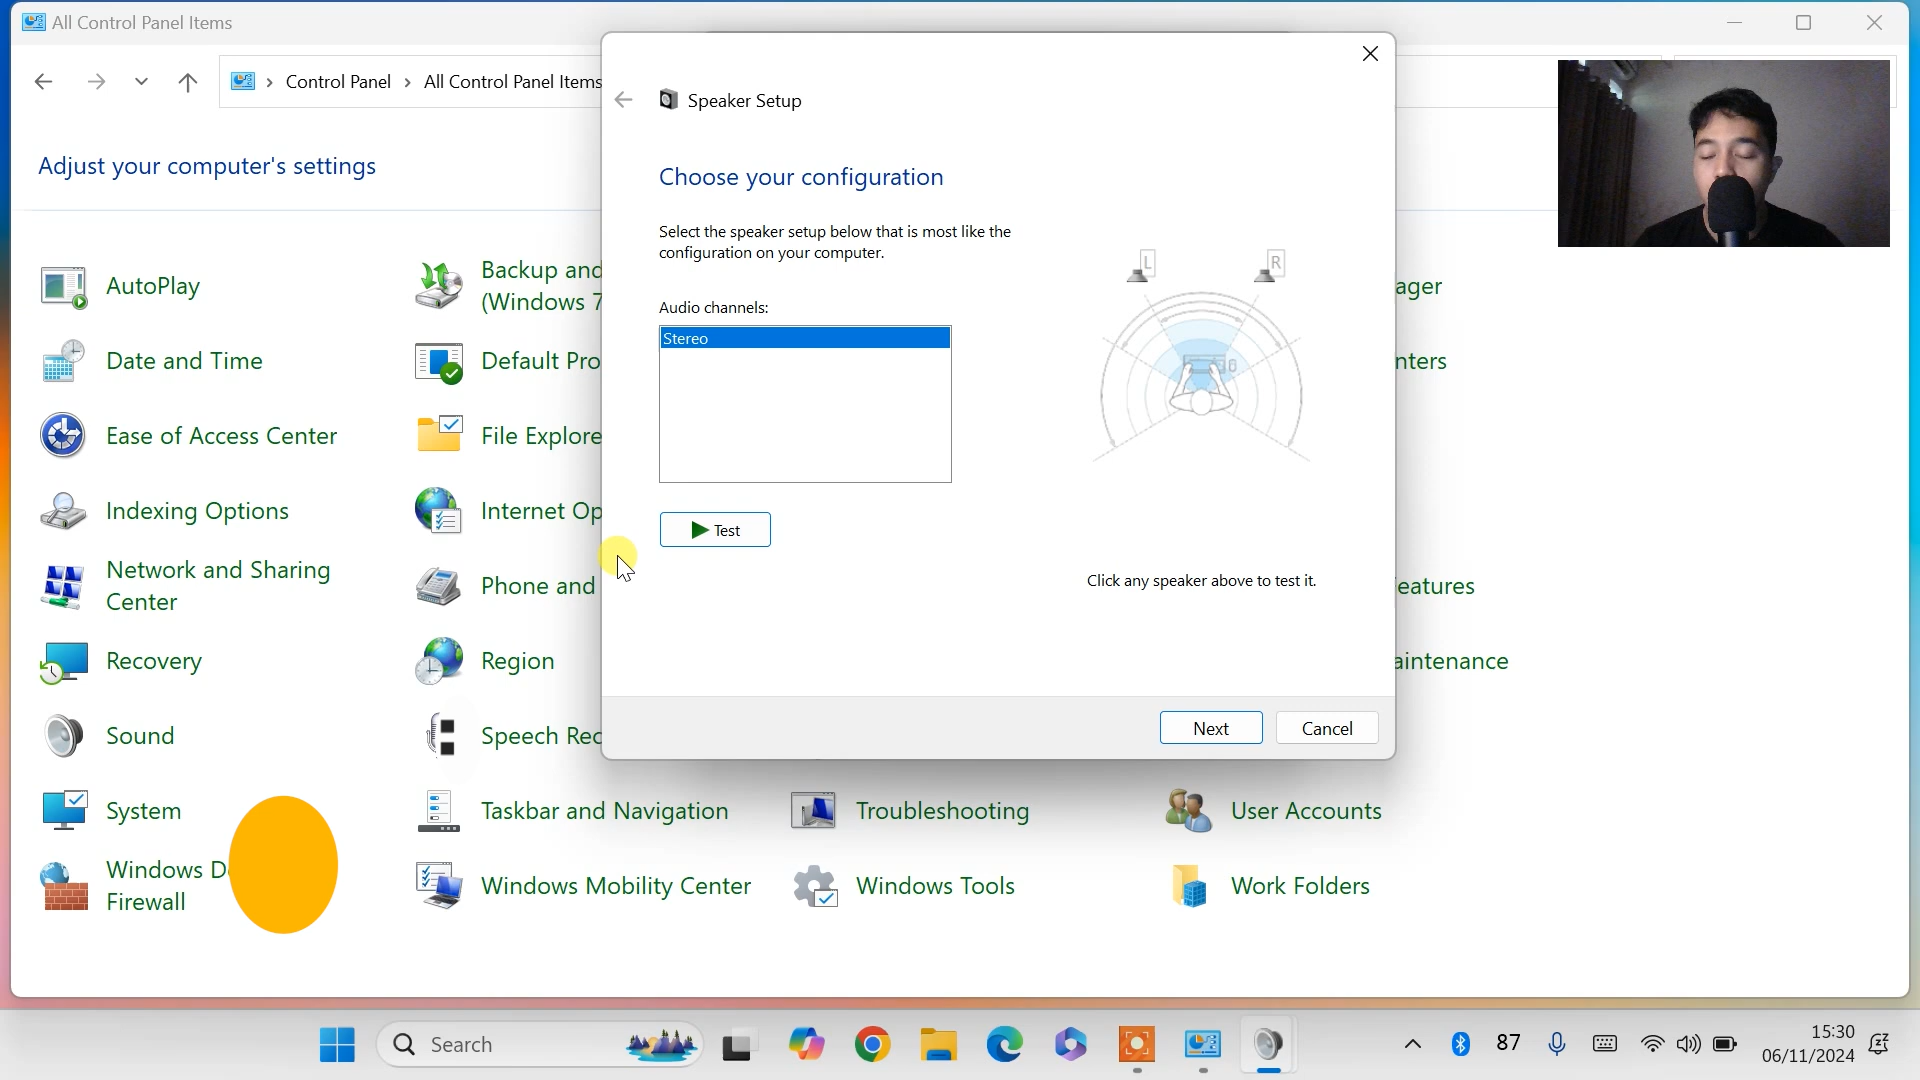 All Control Panel Items
Control Panel
All Control Panel Items
Adjust your computer's settings
Speaker Setup
Choose your configuration
Select the speaker setup below that is most like the
configuration on your computer.
L
R
Audio channels:
Stereo
Test
Click any speaker above to test it.
Next
Cancel
AutoPlay
Backup and
(Windows 7
ager
Date and Time
Default Pro
nters
Ease of Access Center
File Explore
Indexing Options
Internet Op
Network and Sharing
Center
Phone and
eatures
Recovery
Region
aintenance
Sound
Speech Rec
System
Taskbar and Navigation
Troubleshooting
User Accounts
Windows D
Firewall
Windows Mobility Center
Windows Tools
Work Folders
Search
87
15:30
06/11/2024